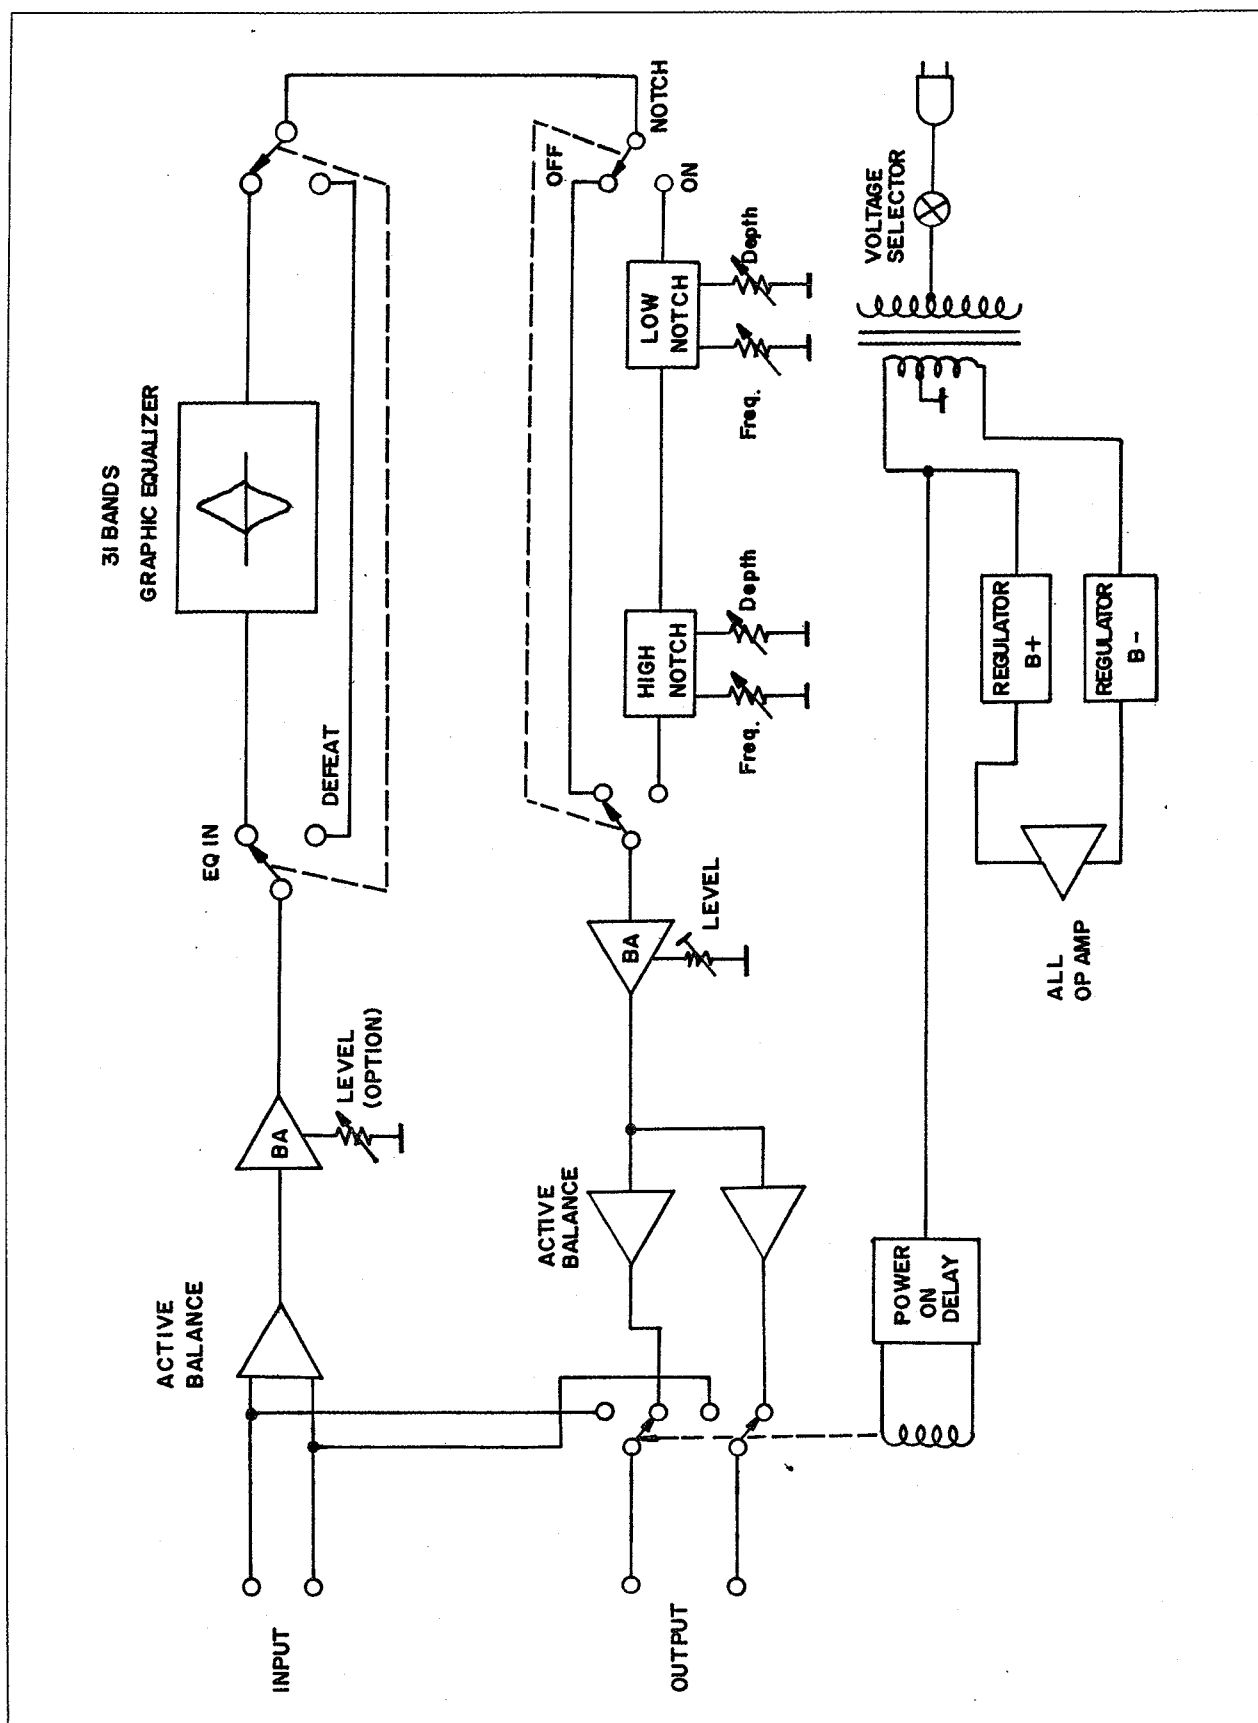 31 BANDS
GRAPHIC EQUALIZER
EQ IN
DEFEAT
BA
LEVEL
(OPTION)
ACTIVE
BALANCE
INPUT
NOTCH
OFF
ON
LOW
NOTCH
Depth
Freq.
HIGH
NOTCH
Depth
Freq.
BA
LEVEL
ACTIVE
BALANCE
OUTPUT
VOLTAGE
SELECTOR
REGULATOR
B+
REGULATOR
B-
ALL
OP AMP
POWER
ON
DELAY